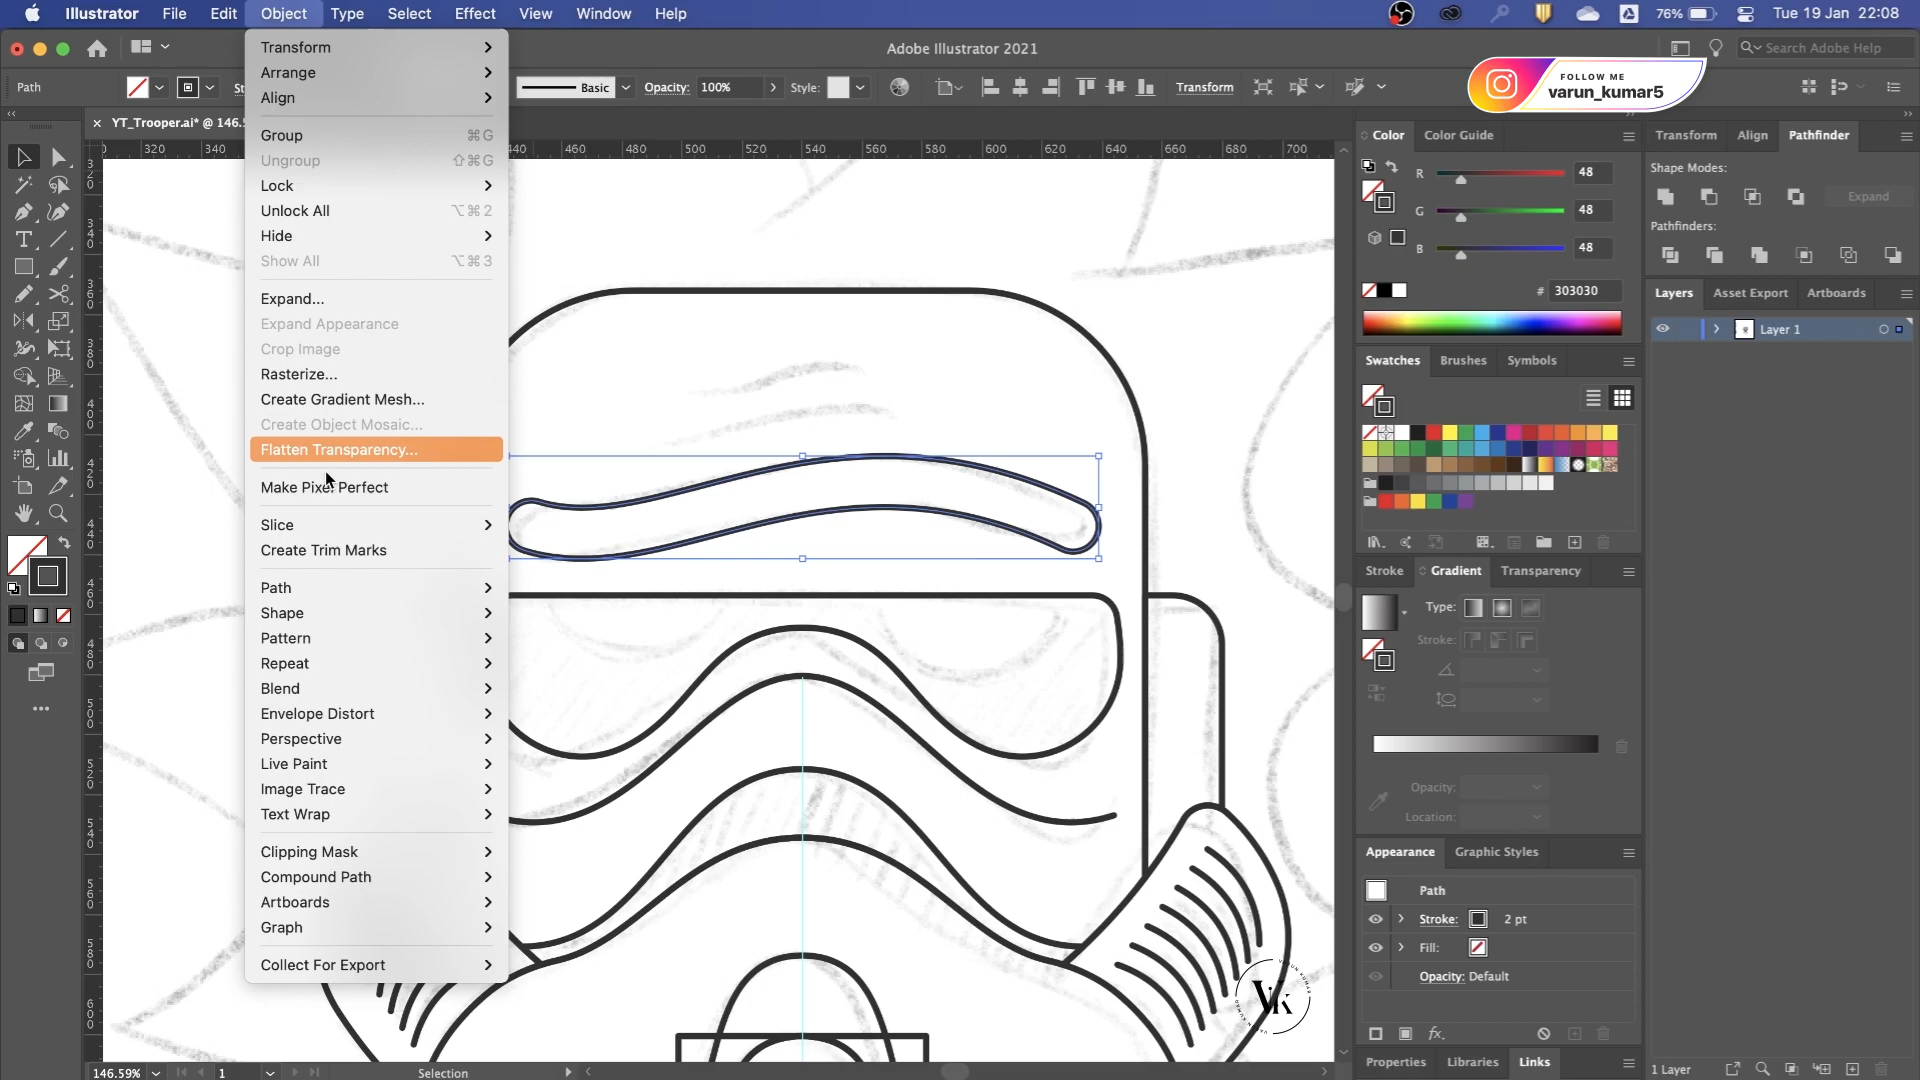 Illustrator File Edit Object Type Select Effect View Window Help 76% Tue 19 Jan 22:08
Adobe Illustrator 2021
Search Adobe Help
FOLLOW ME
varun_kumar5
Path
St
Basic Opacity: 100% Style: Transform
YT_Trooper.ai* @ 146.5
320 340 440 460 480 500 520 540 560 580 600 620 640 660 680 700
Transform
Arrange
Align
Group ⌘G
Ungroup ⇧⌘G
Lock
Unlock All ⌥⌘2
Hide
Show All ⌥⌘3
Expand...
Expand Appearance
Crop Image
Rasterize...
Create Gradient Mesh...
Create Object Mosaic...
Flatten Transparency...
Make Pixel Perfect
Slice
Create Trim Marks
Path
Shape
Pattern
Repeat
Blend
Envelope Distort
Perspective
Live Paint
Image Trace
Text Wrap
Clipping Mask
Compound Path
Artboards
Graph
Collect For Export
Color Color Guide
R 48
G 48
B 48
# 303030
Swatches Brushes Symbols
Stroke Gradient Transparency
Type:
Stroke:
Opacity:
Location:
Appearance Graphic Styles
Path
Stroke: 2 pt
Fill:
Opacity: Default
fx
Properties Libraries Links
Transform Align Pathfinder
Shape Modes:
Expand
Pathfinders:
Layers Asset Export Artboards
Layer 1
1 Layer
VK
146.59% 1 Selection